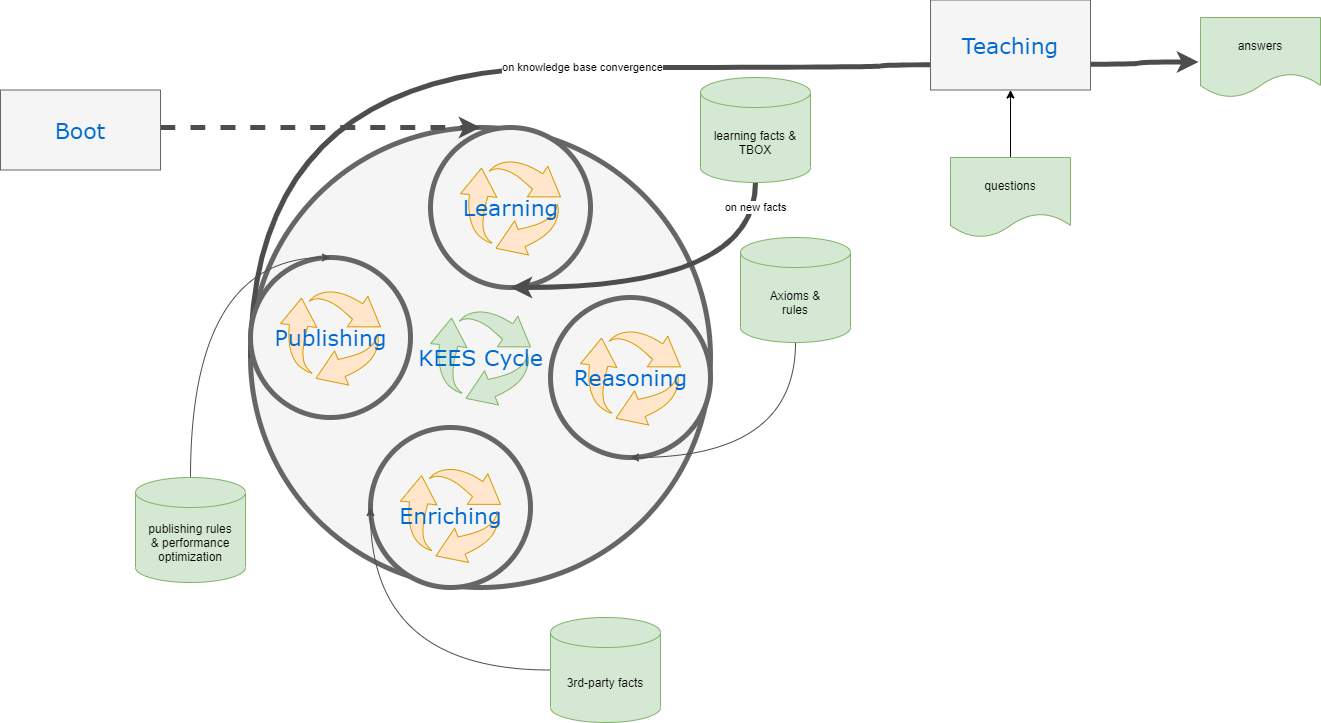 Teaching
answers
on knowledge base convergence
Boot
learning facts &
TBOX
questions
on new facts
Learning
Axioms &
rules
Publishing
KEES Cycle
Reasoning
Enriching
publishing rules
& performance
optimization
3rd-party facts